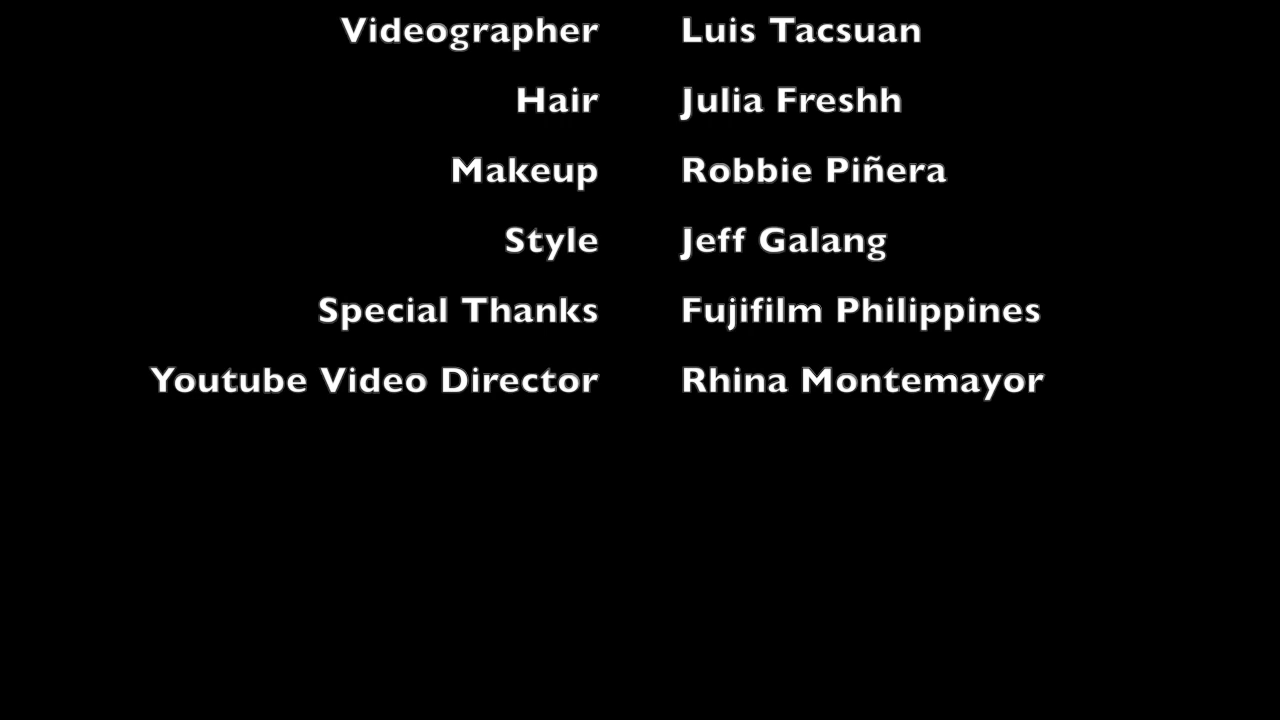 Videographer Luis Tacsuan
Hair Julia Freshh
Makeup Robbie Piñera
Style Jeff Galang
Special Thanks Fujifilm Philippines
Youtube Video Director Rhina Montemayor